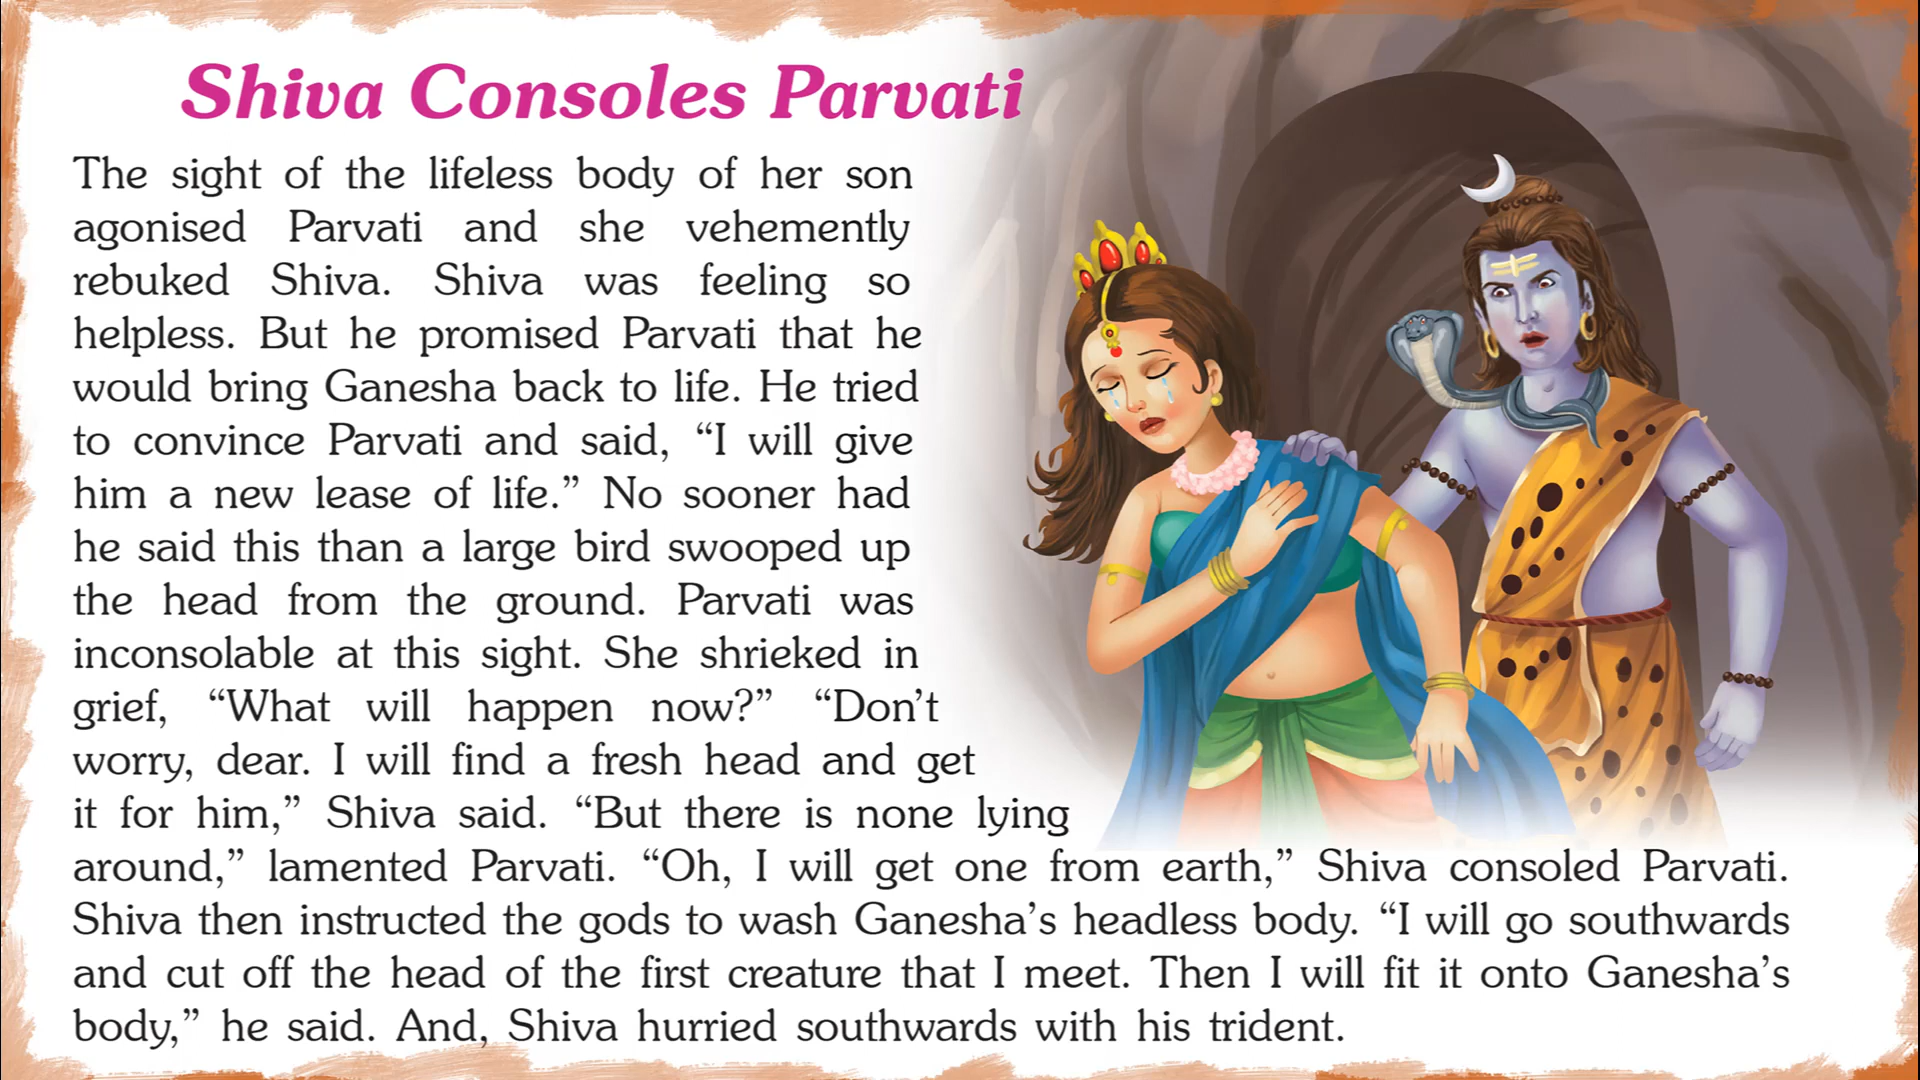 Shiva Consoles Parvati
The sight of the lifeless body of her son
agonised Parvati and she vehemently
rebuked Shiva. Shiva was feeling so
helpless. But he promised Parvati that he
would bring Ganesha back to life. He tried
to convince Parvati and said, “I will give
him a new lease of life.” No sooner had
he said this than a large bird swooped up
the head from the ground. Parvati was
inconsolable at this sight. She shrieked in
grief, “What will happen now?” “Don’t
worry, dear. I will find a fresh head and get
it for him,” Shiva said. “But there is none lying
around,” lamented Parvati. “Oh, I will get one from earth,” Shiva consoled Parvati.
Shiva then instructed the gods to wash Ganesha’s headless body. “I will go southwards
and cut off the head of the first creature that I meet. Then I will fit it onto Ganesha’s
body,” he said. And, Shiva hurried southwards with his trident.